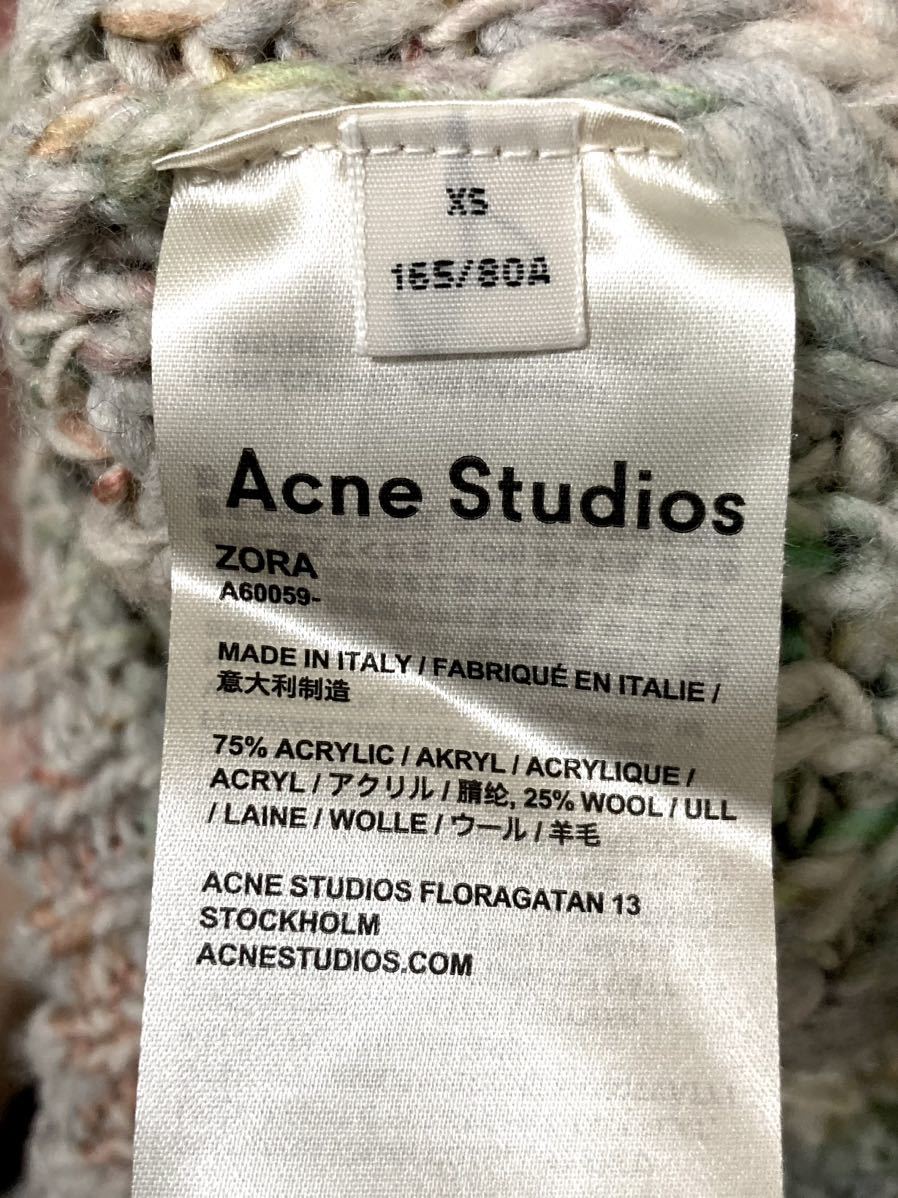 XS
165/80A
Acne Studios
ZORA
A60059-
MADE IN ITALY / FABRIQUÉ EN ITALIE /
意大利制造
75% ACRYLIC / AKRYL / ACRYLIQUE /
ACRYL / アクリル / 腈纶, 25% WOOL / ULL
/ LAINE / WOLLE / ウール / 羊毛
ACNE STUDIOS FLORAGATAN 13
STOCKHOLM
ACNESTUDIOS.COM